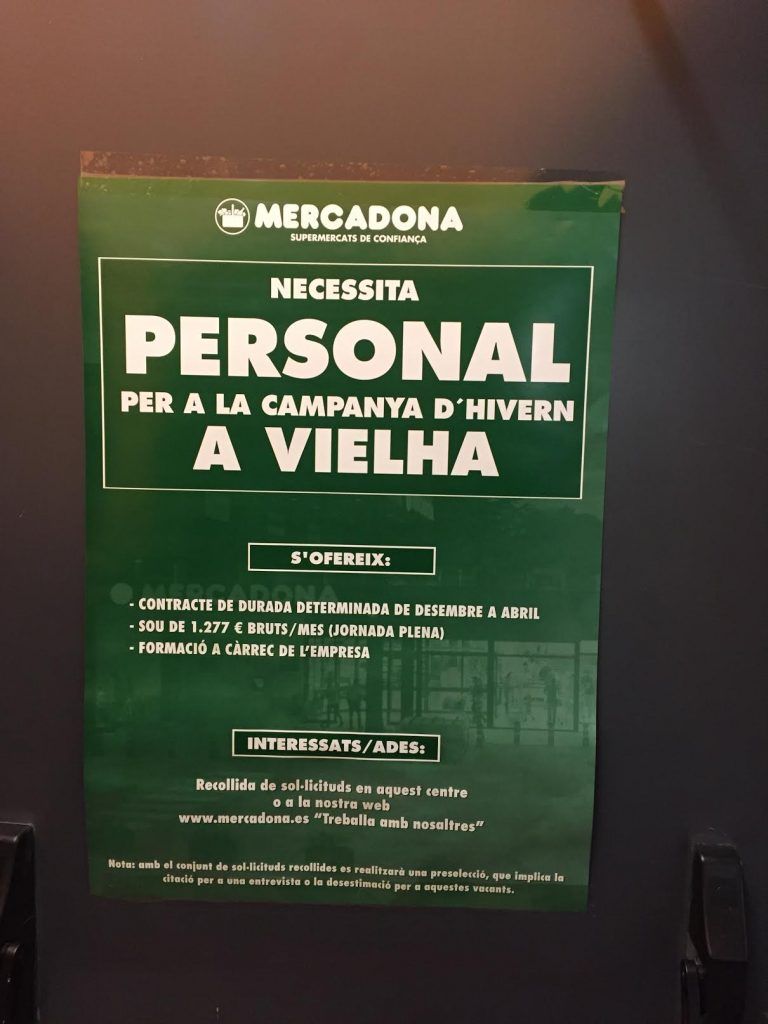 MERCADONA
SUPERMERCATS DE CONFIANÇA
NECESSITA
PERSONAL
PER A LA CAMPANYA D´HIVERN
A VIELHA
S'OFEREIX:
MERCADONA
- CONTRACTE DE DURADA DETERMINADA DE DESEMBRE A ABRIL
- SOU DE 1.277 € BRUTS/MES (JORNADA PLENA)
- FORMACIÓ A CÀRREC DE L'EMPRESA
INTERESSATS/ADES:
Recollida de sol·licituds en aquest centre
o a la nostra web
www.mercadona.es "Treballa amb nosaltres"
Nota: amb el conjunt de sol·licituds recollides es realitzarà una preselecció, que implica la
citació per a una entrevista o la desestimació per a aquestes vacants.